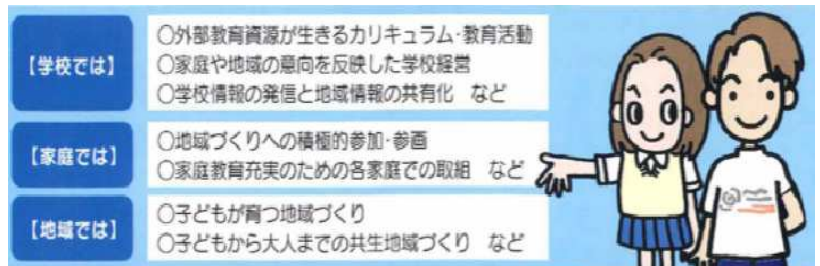 【学校では】
○外部教育資源が生きるカリキュラム・教育活動
○家庭や地域の意向を反映した学校経営
○学校情報の発信と地域情報の共有化 など
【家庭では】
○地域づくりへの積極的参加・参画
○家庭教育充実のための各家庭での取組 など
【地域では】
○子どもが育つ地域づくり
○子どもから大人までの共生地域づくり など